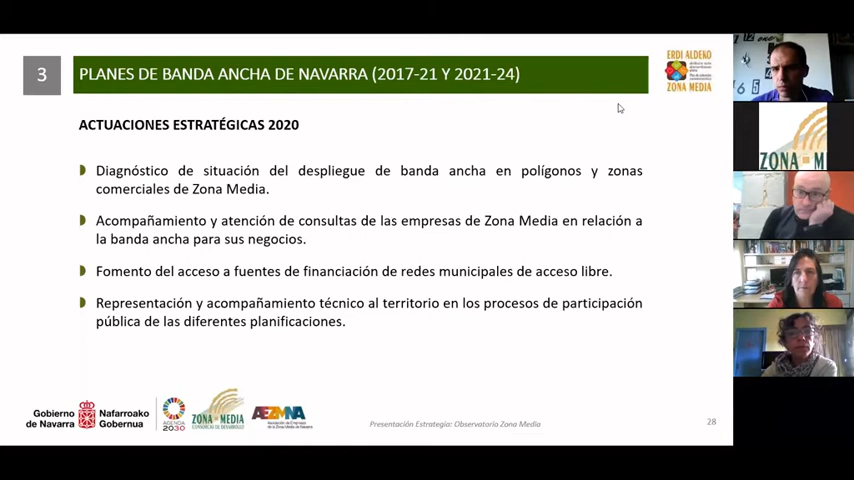 3
PLANES DE BANDA ANCHA DE NAVARRA (2017-21 Y 2021-24)
ERDI ALDEKO
ZONA MEDIA
ACTUACIONES ESTRATÉGICAS 2020
Diagnóstico de situación del despliegue de banda ancha en polígonos y zonas
comerciales de Zona Media.
Acompañamiento y atención de consultas de las empresas de Zona Media en relación a
la banda ancha para sus negocios.
Fomento del acceso a fuentes de financiación de redes municipales de acceso libre.
Representación y acompañamiento técnico al territorio en los procesos de participación
pública de las diferentes planificaciones.
Gobierno
de Navarra
Nafarroako
Gobernua
AGENDA
2030
ZONA MEDIA
CONSORCIO DE DESARROLLO
AEZMNA
Presentación Estrategia: Observatorio Zona Media
28
ZONA MEDI